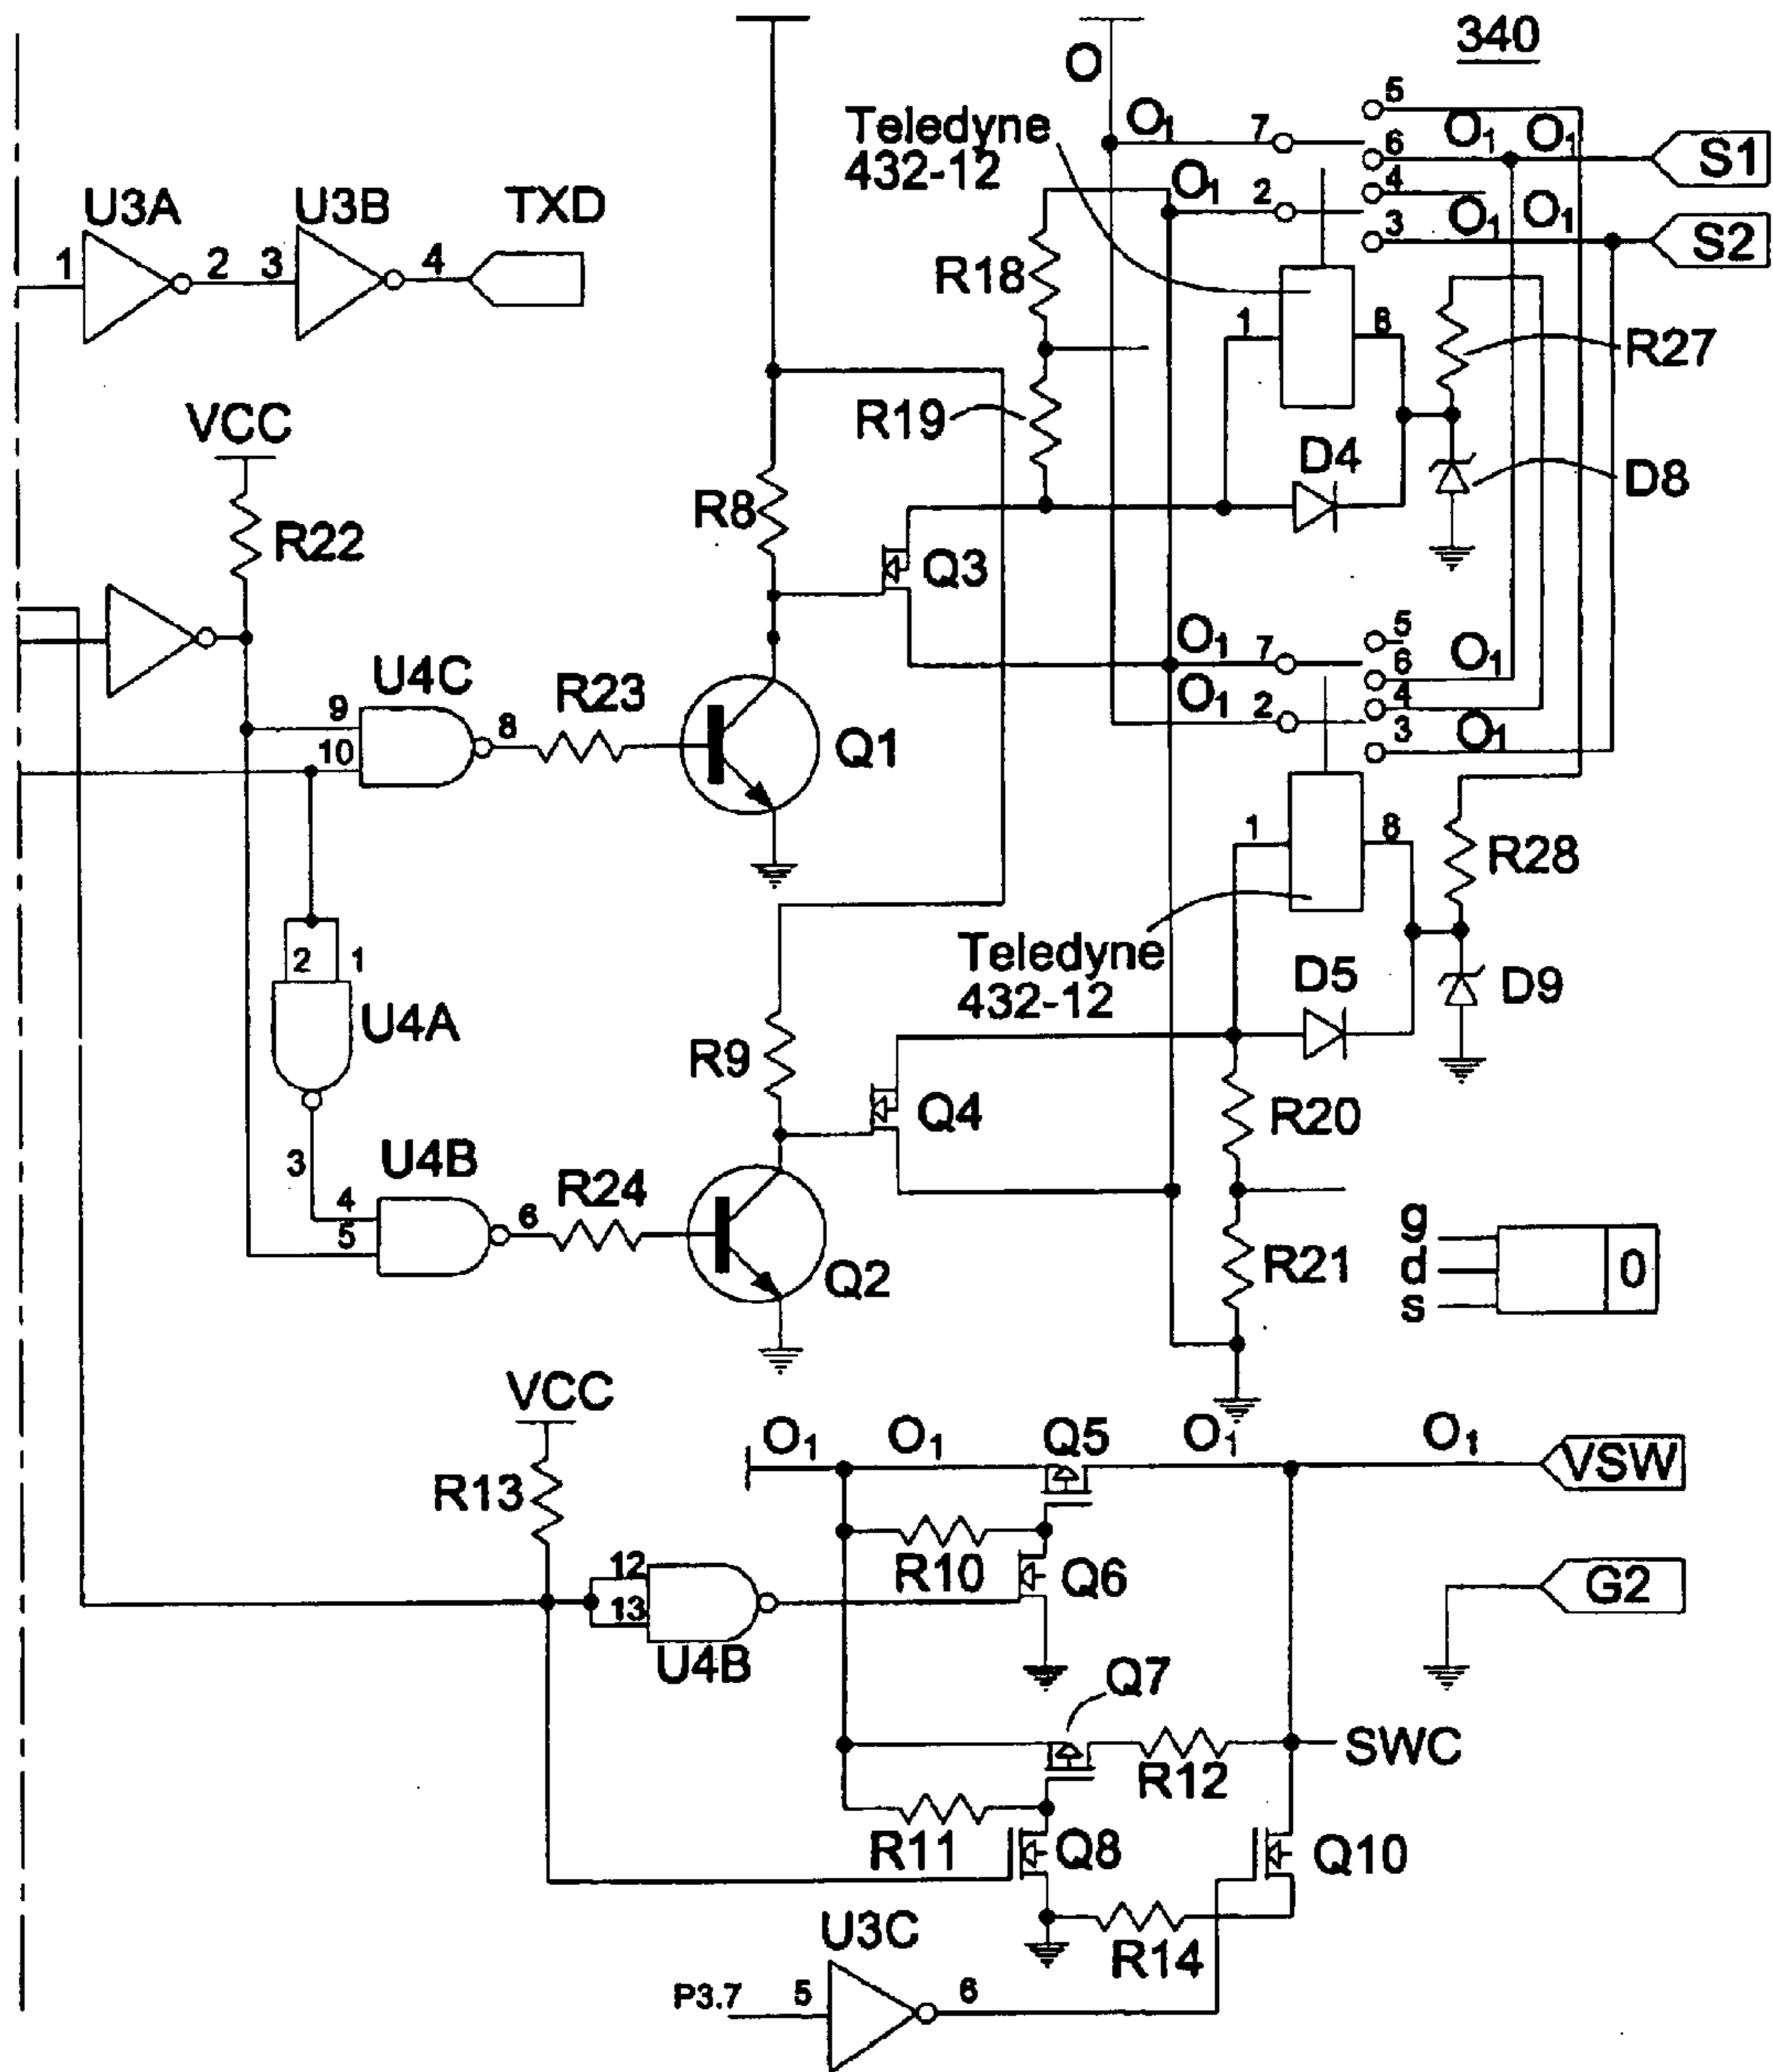 340
O
Teledyne
432-12
O₁ 7
5
O₁ O₁
6
S1
O₁ 2
4
O₁ O₁
3
S2
U3A U3B TXD
1 2 3 4
R18
1 8
R27
VCC
R19
D4
D8
R22
R8
Q3
O₁ 7
5
6 O₁
O₁ 2
4
3 O₁
U4C R23
9
10
8
Q1
1 8
R28
2 1
U4A
Teledyne
432-12
D5
D9
R9
Q4
R20
3
U4B
R24
4
5
6
Q2
R21
g
d
s
0
VCC
O₁ O₁ Q5 O₁ O₁
VSW
R13
R10
12
13
Q6
G2
U4B
Q7
SWC
R12
R11
Q8
Q10
U3C
R14
P3.7 5 6